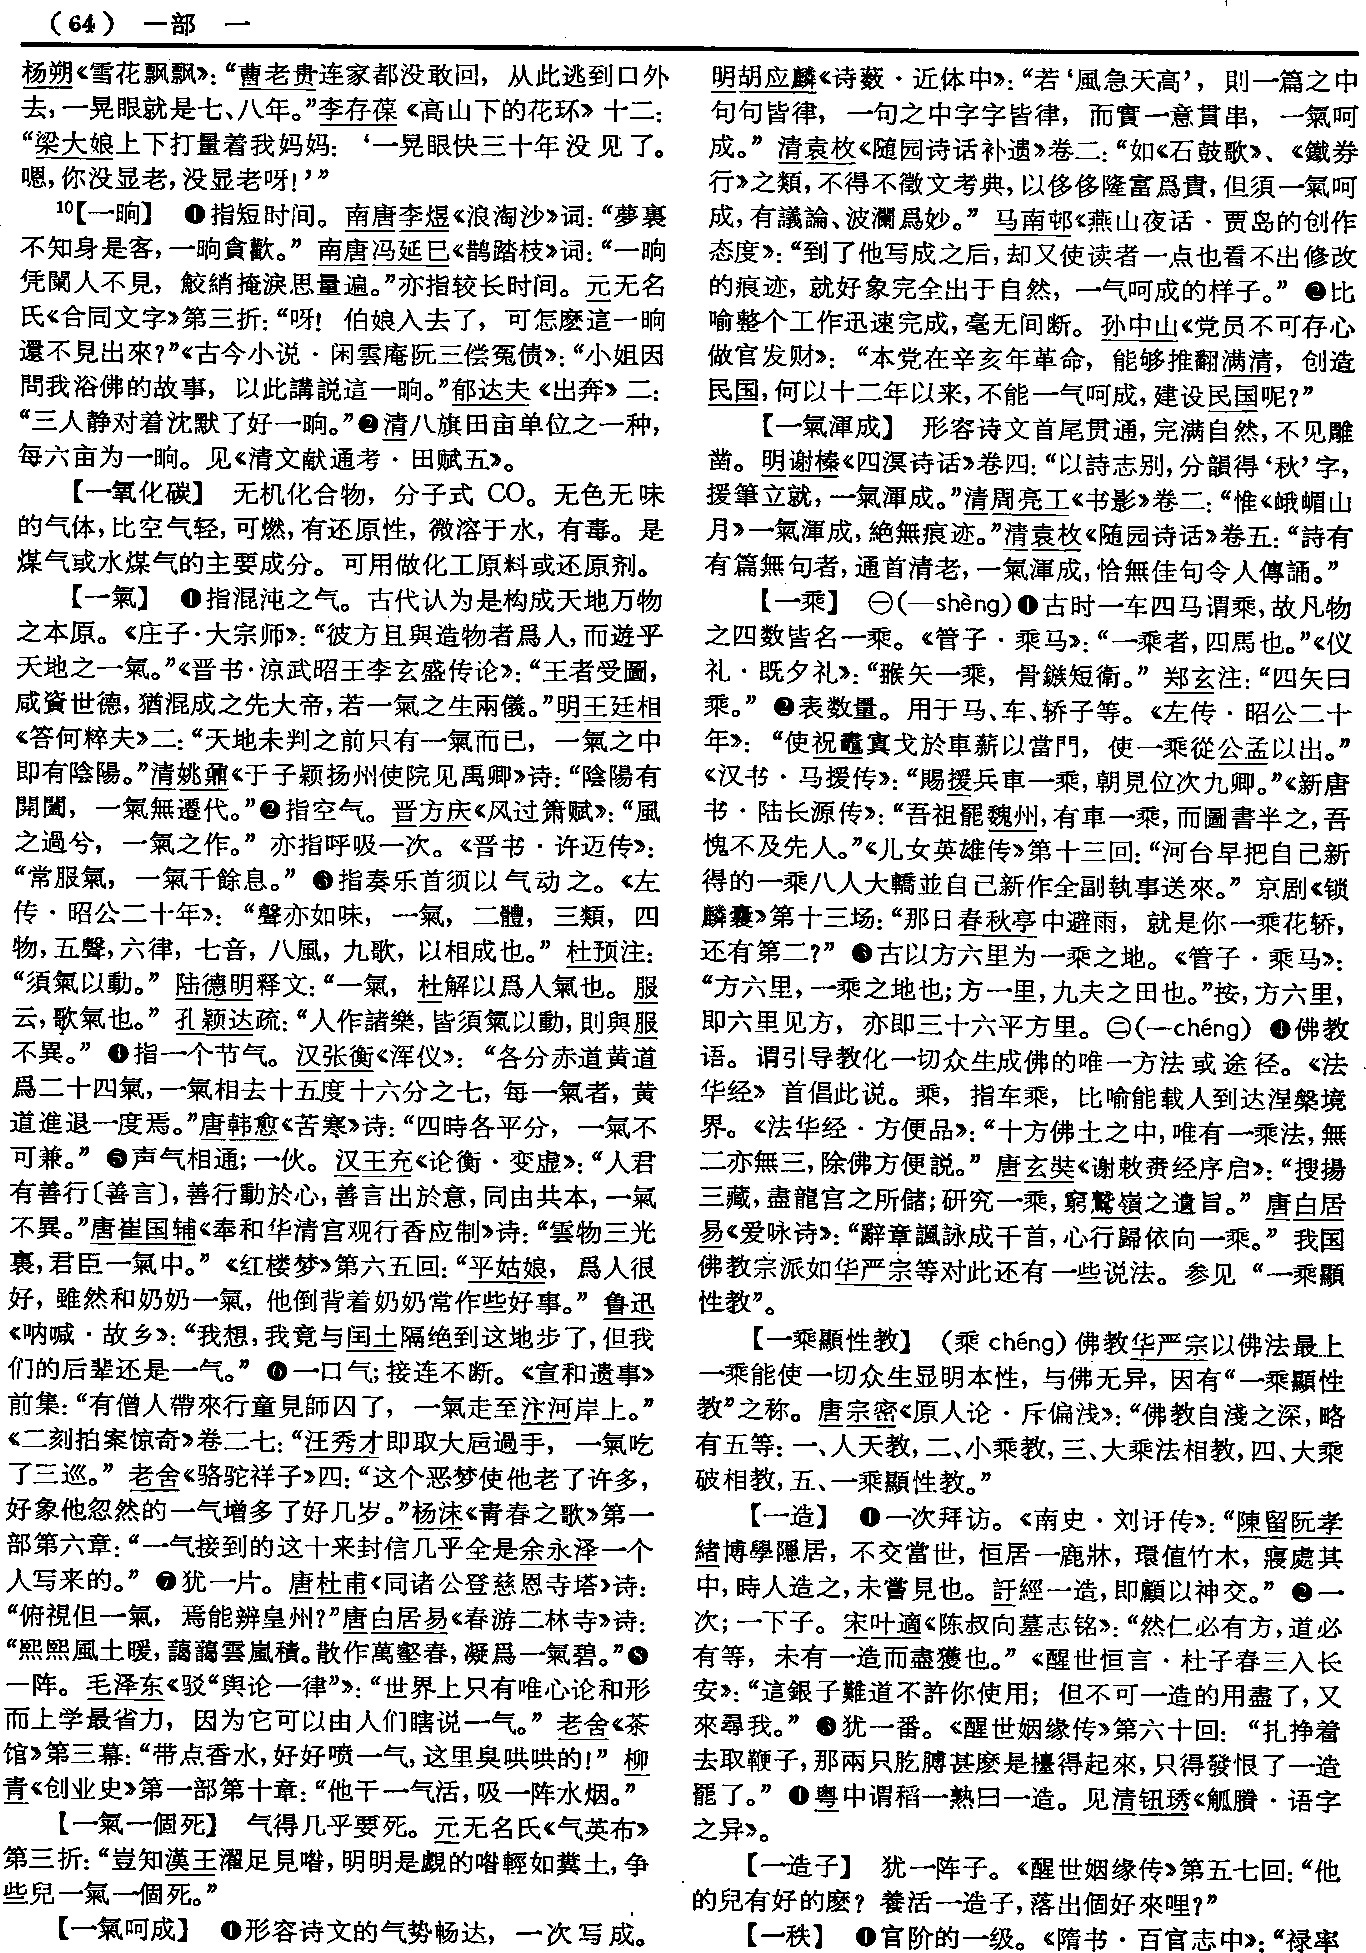 （64） 一部 一
杨朔《雪花飘飘》：“曹老贵连家都没敢回，从此逃到口外
去，一晃眼就是七、八年。”李存葆《高山下的花环》十二：
“梁大娘上下打量着我妈妈：‘一晃眼快三十年没见了。
嗯，你没显老，没显老呀！’”
10【一晌】 ❶指短时间。南唐李煜《浪淘沙》词：“夢裏
不知身是客，一晌貪歡。”南唐冯延巳《鹊踏枝》词：“一晌
凭闌人不見，鮫綃掩淚思量遍。”亦指较长时间。元无名
氏《合同文字》第三折：“呀！伯娘入去了，可怎麽這一晌
還不見出來？”《古今小说·闲雲庵阮三偿冤债》：“小姐因
問我浴佛的故事，以此講説這一晌。”郁达夫《出奔》二：
“三人静对着沈默了好一晌。”❷清八旗田亩单位之一种，
每六亩为一晌。见《清文献通考·田赋五》。
【一氧化碳】 无机化合物，分子式 CO。无色无味
的气体，比空气轻，可燃，有还原性，微溶于水，有毒。是
煤气或水煤气的主要成分。可用做化工原料或还原剂。
【一氣】 ❶指混沌之气。古代认为是构成天地万物
之本原。《庄子·大宗师》：“彼方且與造物者爲人，而遊乎
天地之一氣。”《晋书·凉武昭王李玄盛传论》：“王者受圖，
咸資世德，猶混成之先大帝，若一氣之生兩儀。”明王廷相
《答何粹夫》二：“天地未判之前只有一氣而已，一氣之中
即有陰陽。”清姚鼐《于子颖扬州使院见禹卿》诗：“陰陽有
開闔，一氣無遷代。”❷指空气。晋方庆《风过箫赋》：“風
之過兮，一氣之作。”亦指呼吸一次。《晋书·许迈传》：
“常服氣，一氣千餘息。”❸指奏乐首须以气动之。《左
传·昭公二十年》：“聲亦如味，一氣，二體，三類，四
物，五聲，六律，七音，八風，九歌，以相成也。”杜预注：
“須氣以動。”陆德明释文：“一氣，杜解以爲人氣也。服
云，歌氣也。”孔颖达疏：“人作諸樂，皆須氣以動，則與服
不異。”❹指一个节气。汉张衡《浑仪》：“各分赤道黄道
爲二十四氣，一氣相去十五度十六分之七，每一氣者，黄
道進退一度焉。”唐韩愈《苦寒》诗：“四時各平分，一氣不
可兼。”❺声气相通；一伙。汉王充《论衡·变虚》：“人君
有善行〔善言〕，善行動於心，善言出於意，同由共本，一氣
不異。”唐崔国辅《奉和华清宫观行香应制》诗：“雲物三光
裏，君臣一氣中。”《红楼梦》第六五回：“平姑娘，爲人很
好，雖然和奶奶一氣，他倒背着奶奶常作些好事。”鲁迅
《呐喊·故乡》：“我想，我竟与闰土隔绝到这地步了，但我
们的后辈还是一气。”❻一口气；接连不断。《宣和遗事》
前集：“有僧人帶來行童見師囚了，一氣走至汴河岸上。”
《二刻拍案惊奇》卷二七：“汪秀才即取大巵過手，一氣吃
了三巡。”老舍《骆驼祥子》四：“这个恶梦使他老了许多，
好象他忽然的一气增多了好几岁。”杨沫《青春之歌》第一
部第六章：“一气接到的这十来封信几乎全是余永泽一个
人写来的。”❼犹一片。唐杜甫《同诸公登慈恩寺塔》诗：
“俯視但一氣，焉能辨皇州？”唐白居易《春游二林寺》诗：
“熙熙風土暖，藹藹雲嵐積。散作萬壑春，凝爲一氣碧。”❽
一阵。毛泽东《驳“舆论一律”》：“世界上只有唯心论和形
而上学最省力，因为它可以由人们瞎说一气。”老舍《茶
馆》第三幕：“带点香水，好好喷一气，这里臭哄哄的！”柳
青《创业史》第一部第十章：“他干一气活，吸一阵水烟。”
【一氣一個死】 气得几乎要死。元无名氏《气英布》
第三折：“豈知漢王濯足見喒，明明是覷的喒輕如糞土，争
些兒一氣一個死。”
【一氣呵成】 ❶形容诗文的气势畅达，一次写成。
明胡应麟《诗薮·近体中》：“若‘風急天高’，則一篇之中
句句皆律，一句之中字字皆律，而實一意貫串，一氣呵
成。”清袁枚《随园诗话补遗》卷二：“如《石鼓歌》、《鐵券
行》之類，不得不徵文考典，以侈侈隆富爲貴，但須一氣呵
成，有議論、波瀾爲妙。”马南邨《燕山夜话·贾岛的创作
态度》：“到了他写成之后，却又使读者一点也看不出修改
的痕迹，就好象完全出于自然，一气呵成的样子。”❷比
喻整个工作迅速完成，毫无间断。孙中山《党员不可存心
做官发财》：“本党在辛亥年革命，能够推翻满清，创造
民国，何以十二年以来，不能一气呵成，建设民国呢？”
【一氣渾成】 形容诗文首尾贯通，完满自然，不见雕
凿。明谢榛《四溟诗话》卷四：“以詩志别，分韻得‘秋’字，
援筆立就，一氣渾成。”清周亮工《书影》卷二：“惟《峨嵋山
月》一氣渾成，絶無痕迹。”清袁枚《随园诗话》卷五：“詩有
有篇無句者，通首清老，一氣渾成，恰無佳句令人傳誦。”
【一乘】 ㊀(—shèng)❶古时一车四马谓乘，故凡物
之四数皆名一乘。《管子·乘马》：“一乘者，四馬也。”《仪
礼·既夕礼》：“翭矢一乘，骨鏃短衛。”郑玄注：“四矢曰
乘。”❷表数量。用于马、车、轿子等。《左传·昭公二十
年》：“使祝鼃寘戈於車薪以當門，使一乘從公孟以出。”
《汉书·马援传》：“賜援兵車一乘，朝見位次九卿。”《新唐
书·陆长源传》：“吾祖罷魏州，有車一乘，而圖書半之，吾
愧不及先人。”《儿女英雄传》第十三回：“河台早把自己新
得的一乘八人大轎並自己新作全副執事送來。”京剧《锁
麟囊》第十三场：“那日春秋亭中避雨，就是你一乘花轿，
还有第二？”❸古以方六里为一乘之地。《管子·乘马》：
“方六里，一乘之地也；方一里，九夫之田也。”按，方六里，
即六里见方，亦即三十六平方里。㊁(—chéng) ❹佛教
语。谓引导教化一切众生成佛的唯一方法或途径。《法
华经》首倡此说。乘，指车乘，比喻能载人到达涅槃境
界。《法华经·方便品》：“十方佛土之中，唯有一乘法，無
二亦無三，除佛方便説。”唐玄奘《谢敕赉经序启》：“搜揚
三藏，盡龍宫之所儲；研究一乘，窮鷲嶺之遺旨。”唐白居
易《爱咏诗》：“辭章諷詠成千首，心行歸依向一乘。”我国
佛教宗派如华严宗等对此还有一些说法。参见“一乘顯
性教”。
【一乘顯性教】 (乘 chéng)佛教华严宗以佛法最上
一乘能使一切众生显明本性，与佛无异，因有“一乘顯性
教”之称。唐宗密《原人论·斥偏浅》：“佛教自淺之深，略
有五等：一、人天教，二、小乘教，三、大乘法相教，四、大乘
破相教，五、一乘顯性教。”
【一造】 ❶一次拜访。《南史·刘讦传》：“陳留阮孝
緒博學隱居，不交當世，恒居一鹿牀，環值竹木，寢處其
中，時人造之，未嘗見也。訏經一造，即顧以神交。”❷一
次；一下子。宋叶適《陈叔向墓志铭》：“然仁必有方，道必
有等，未有一造而盡獲也。”《醒世恒言·杜子春三入长
安》：“這銀子難道不許你使用；但不可一造的用盡了，又
來尋我。”❸犹一番。《醒世姻缘传》第六十回：“扎挣着
去取鞭子，那兩只肐膊甚麽是擡得起來，只得發恨了一造
罷了。”❹粤中谓稻一熟曰一造。见清钮琇《觚賸·语字
之异》。
【一造子】 犹一阵子。《醒世姻缘传》第五七回：“他
的兒有好的麽？養活一造子，落出個好來哩？”
【一秩】 ❶官阶的一级。《隋书·百官志中》：“禄率